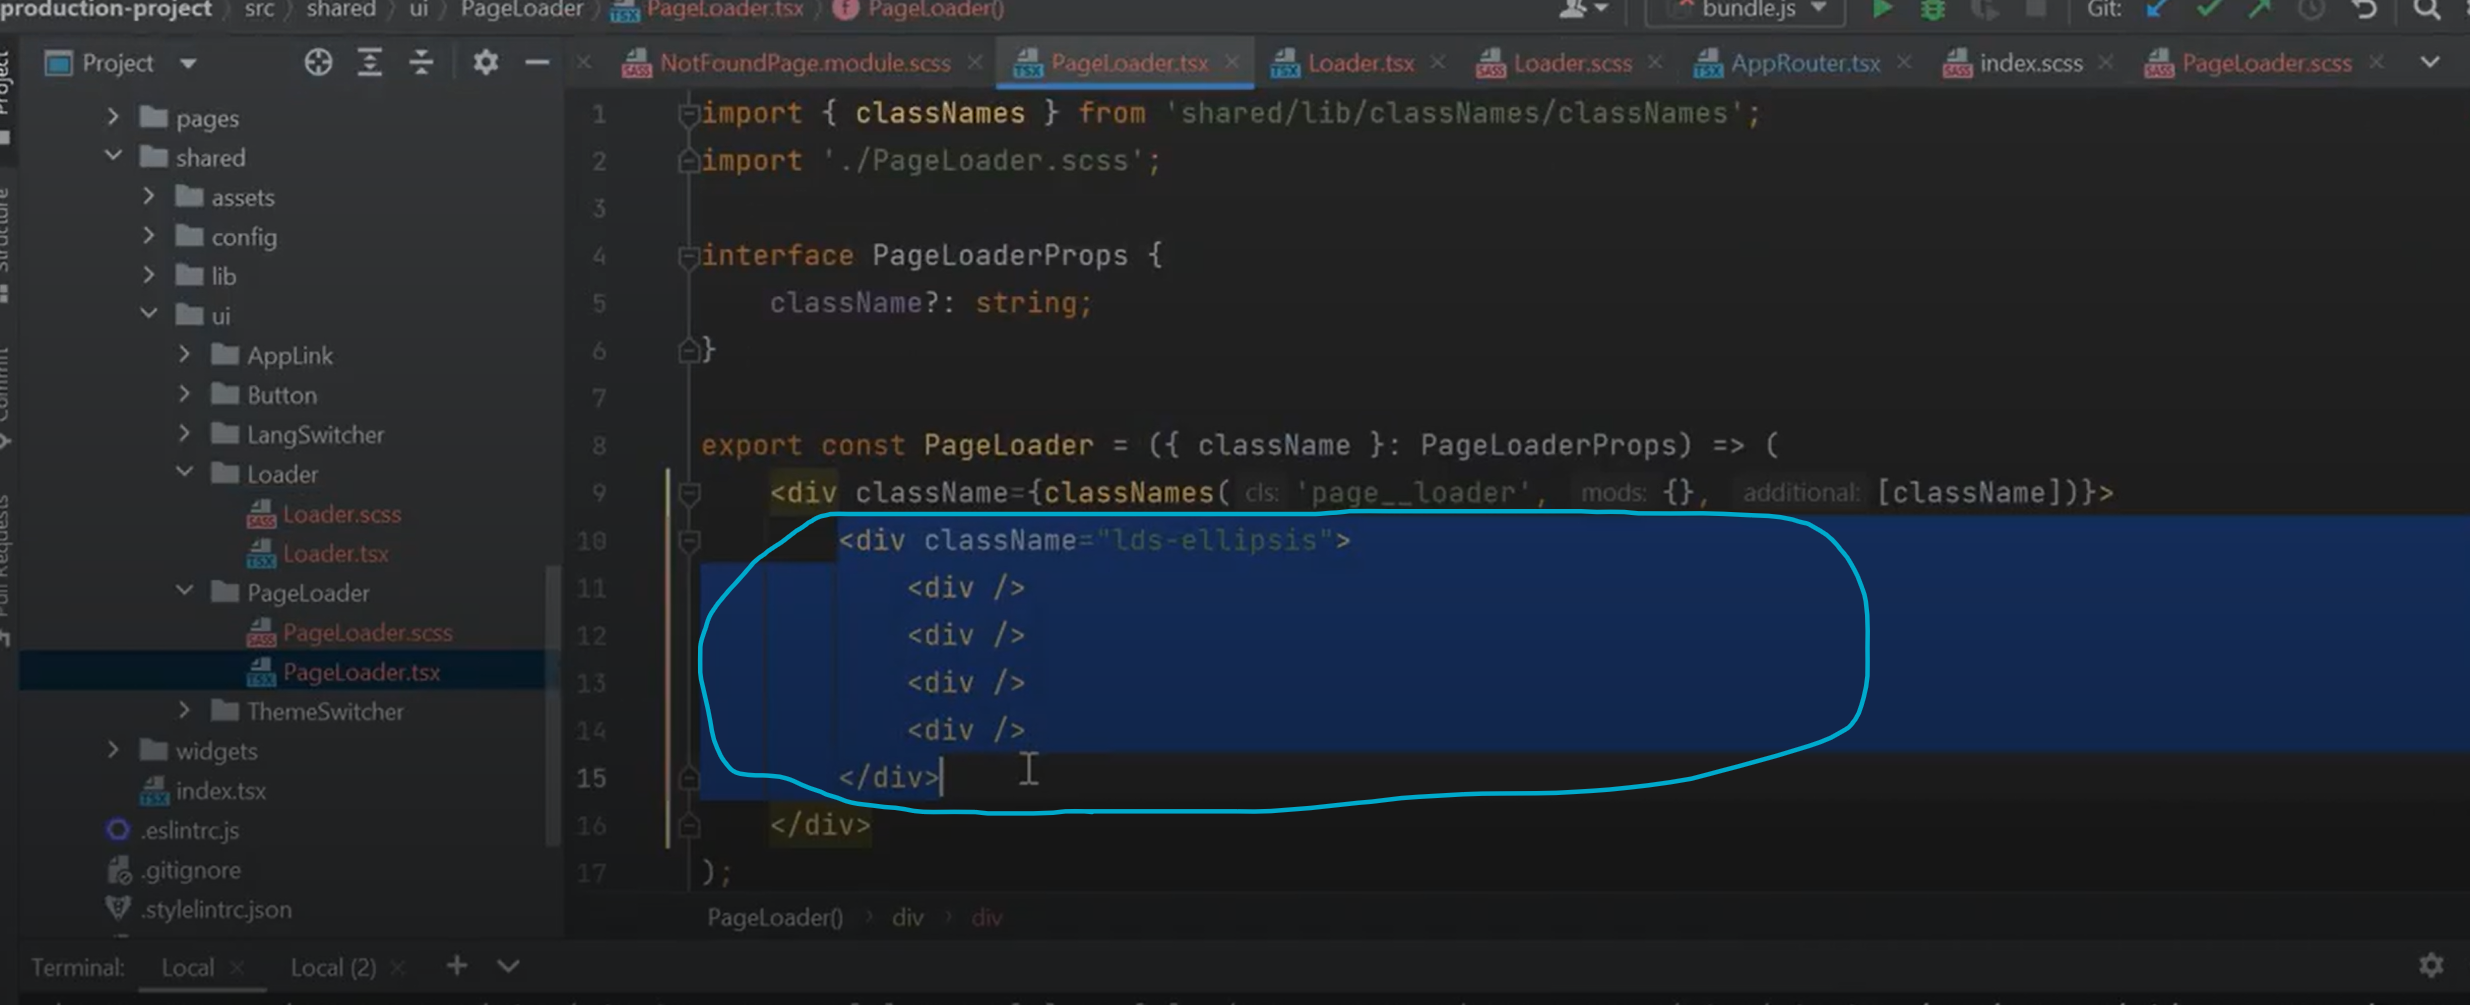 production-project src shared ui PageLoader PageLoader.tsx PageLoader() bundle.js Git:
Project NotFoundPage.module.scss PageLoader.tsx Loader.tsx Loader.scss AppRouter.tsx index.scss PageLoader.scss
Project
Structure
Commit
Pull Requests
pages
shared
assets
config
lib
ui
AppLink
Button
LangSwitcher
Loader
Loader.scss
Loader.tsx
PageLoader
PageLoader.scss
PageLoader.tsx
ThemeSwitcher
widgets
index.tsx
.eslintrc.js
.gitignore
.stylelintrc.json
1 import { classNames } from 'shared/lib/classNames/classNames';
2 import './PageLoader.scss';
3
4 interface PageLoaderProps {
5 className?: string;
6 }
7
8 export const PageLoader = ({ className }: PageLoaderProps) => (
9 <div className={classNames( cls: 'page__loader', mods: {}, additional: [className])}>
10 <div className="lds-ellipsis">
11 <div />
12 <div />
13 <div />
14 <div />
15 </div>
16 </div>
17 );
PageLoader() div div
Terminal: Local Local (2)